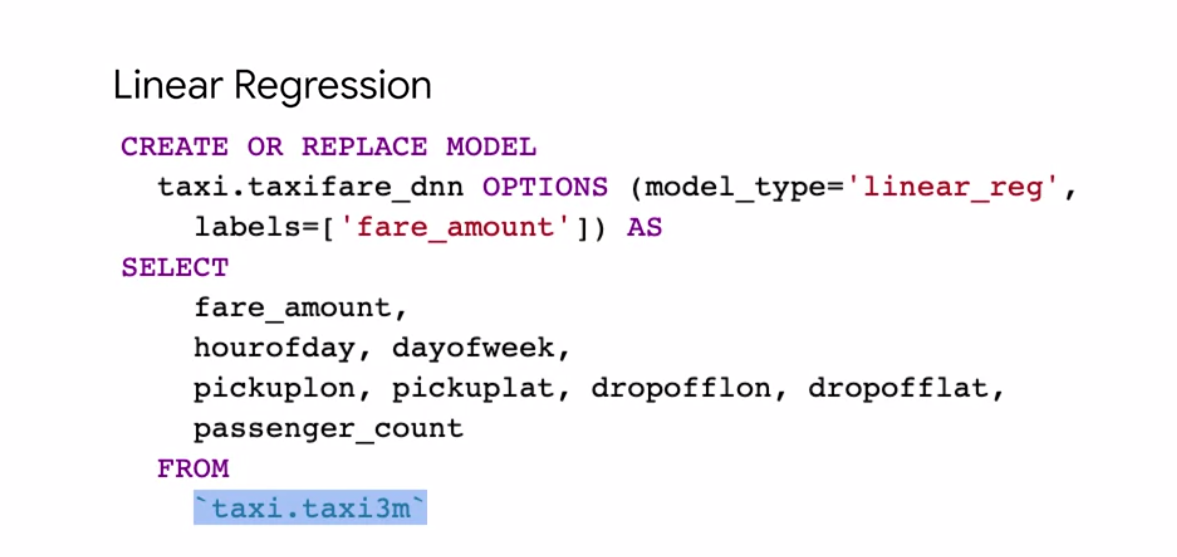 Linear Regression
CREATE OR REPLACE MODEL
taxi.taxifare_dnn OPTIONS (model_type='linear_reg',
labels=['fare_amount']) AS
SELECT
fare_amount,
hourofday, dayofweek,
pickuplon, pickuplat, dropofflon, dropofflat,
passenger_count
FROM
`taxi.taxi3m`